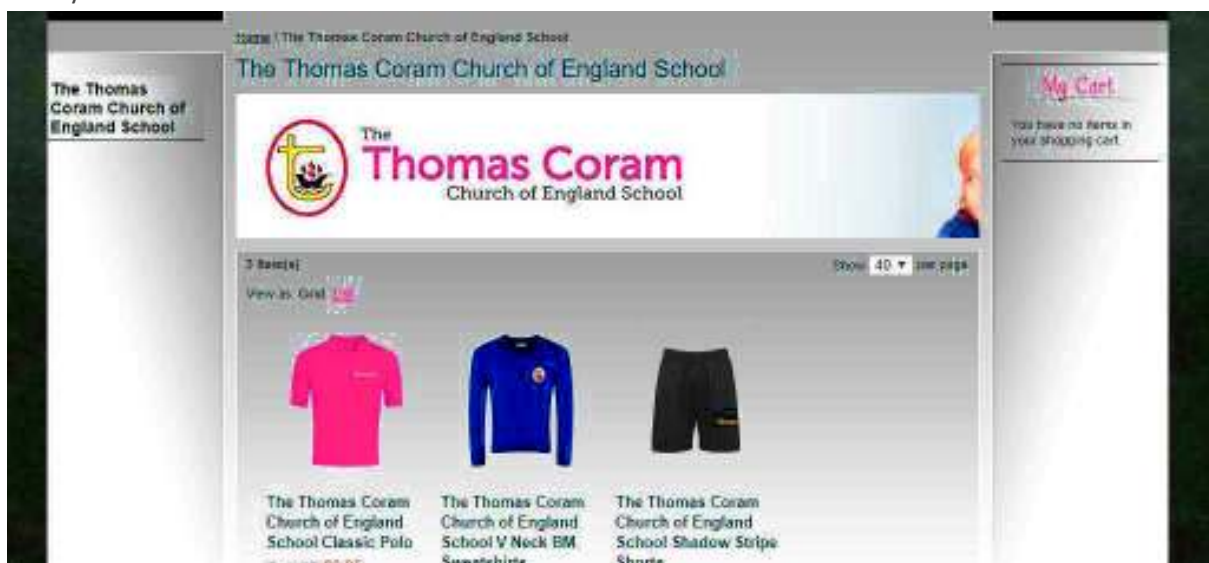 Home / The Thomas Coram Church of England School
The Thomas Coram Church of England School
The Thomas
Coram Church of
England School
My Cart
You have no items in
your shopping cart.
The
Thomas Coram
Church of England School
3 Item(s)
Show 40 per page
View as: Grid List
The Thomas Coram
Church of England
School Classic Polo
The Thomas Coram
Church of England
School V Neck BM
Sweatshirts
The Thomas Coram
Church of England
School Shadow Stripe
Shorts